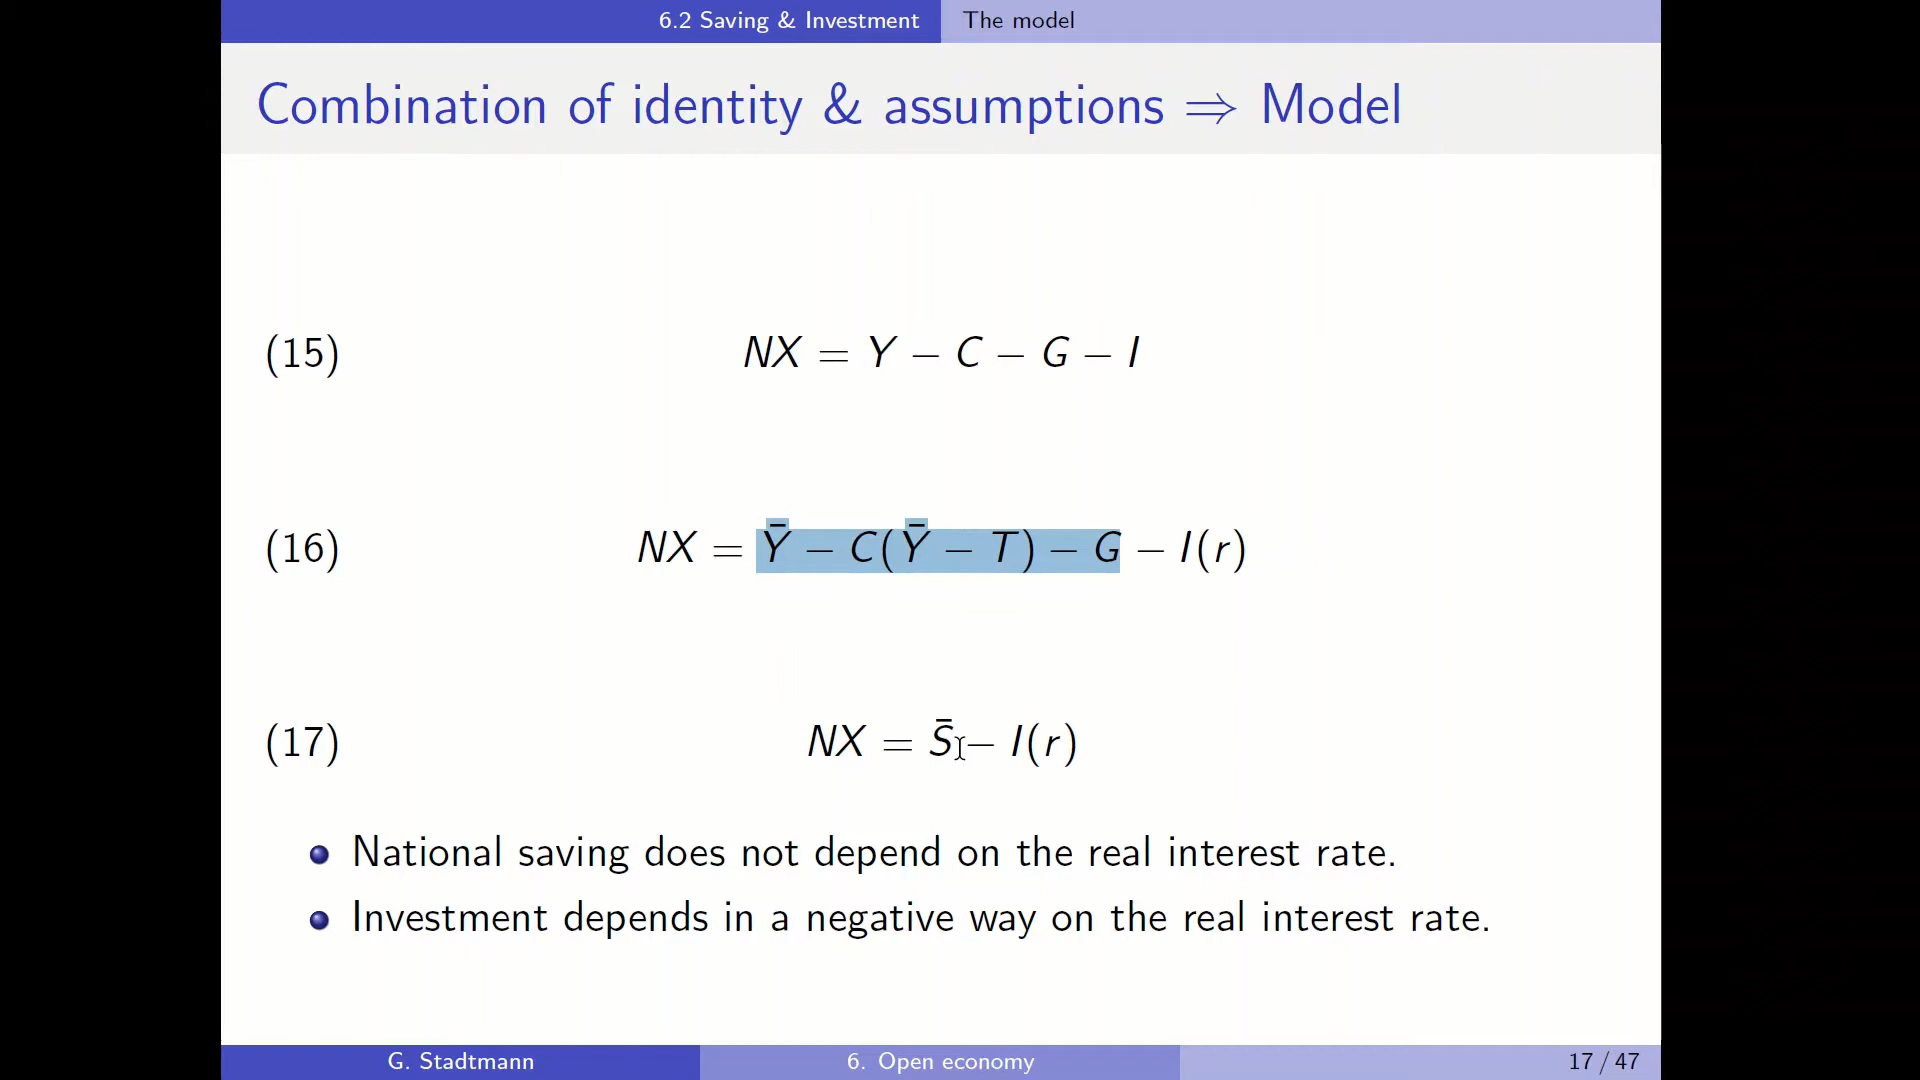 6.2 Saving & Investment The model
Combination of identity & assumptions ⇒ Model
(15) NX = Y − C − G − I
(16) NX = Ȳ − C(Ȳ − T) − G − I(r)
(17) NX = S̄ − I(r)
National saving does not depend on the real interest rate.
Investment depends in a negative way on the real interest rate.
G. Stadtmann 6. Open economy 17 / 47